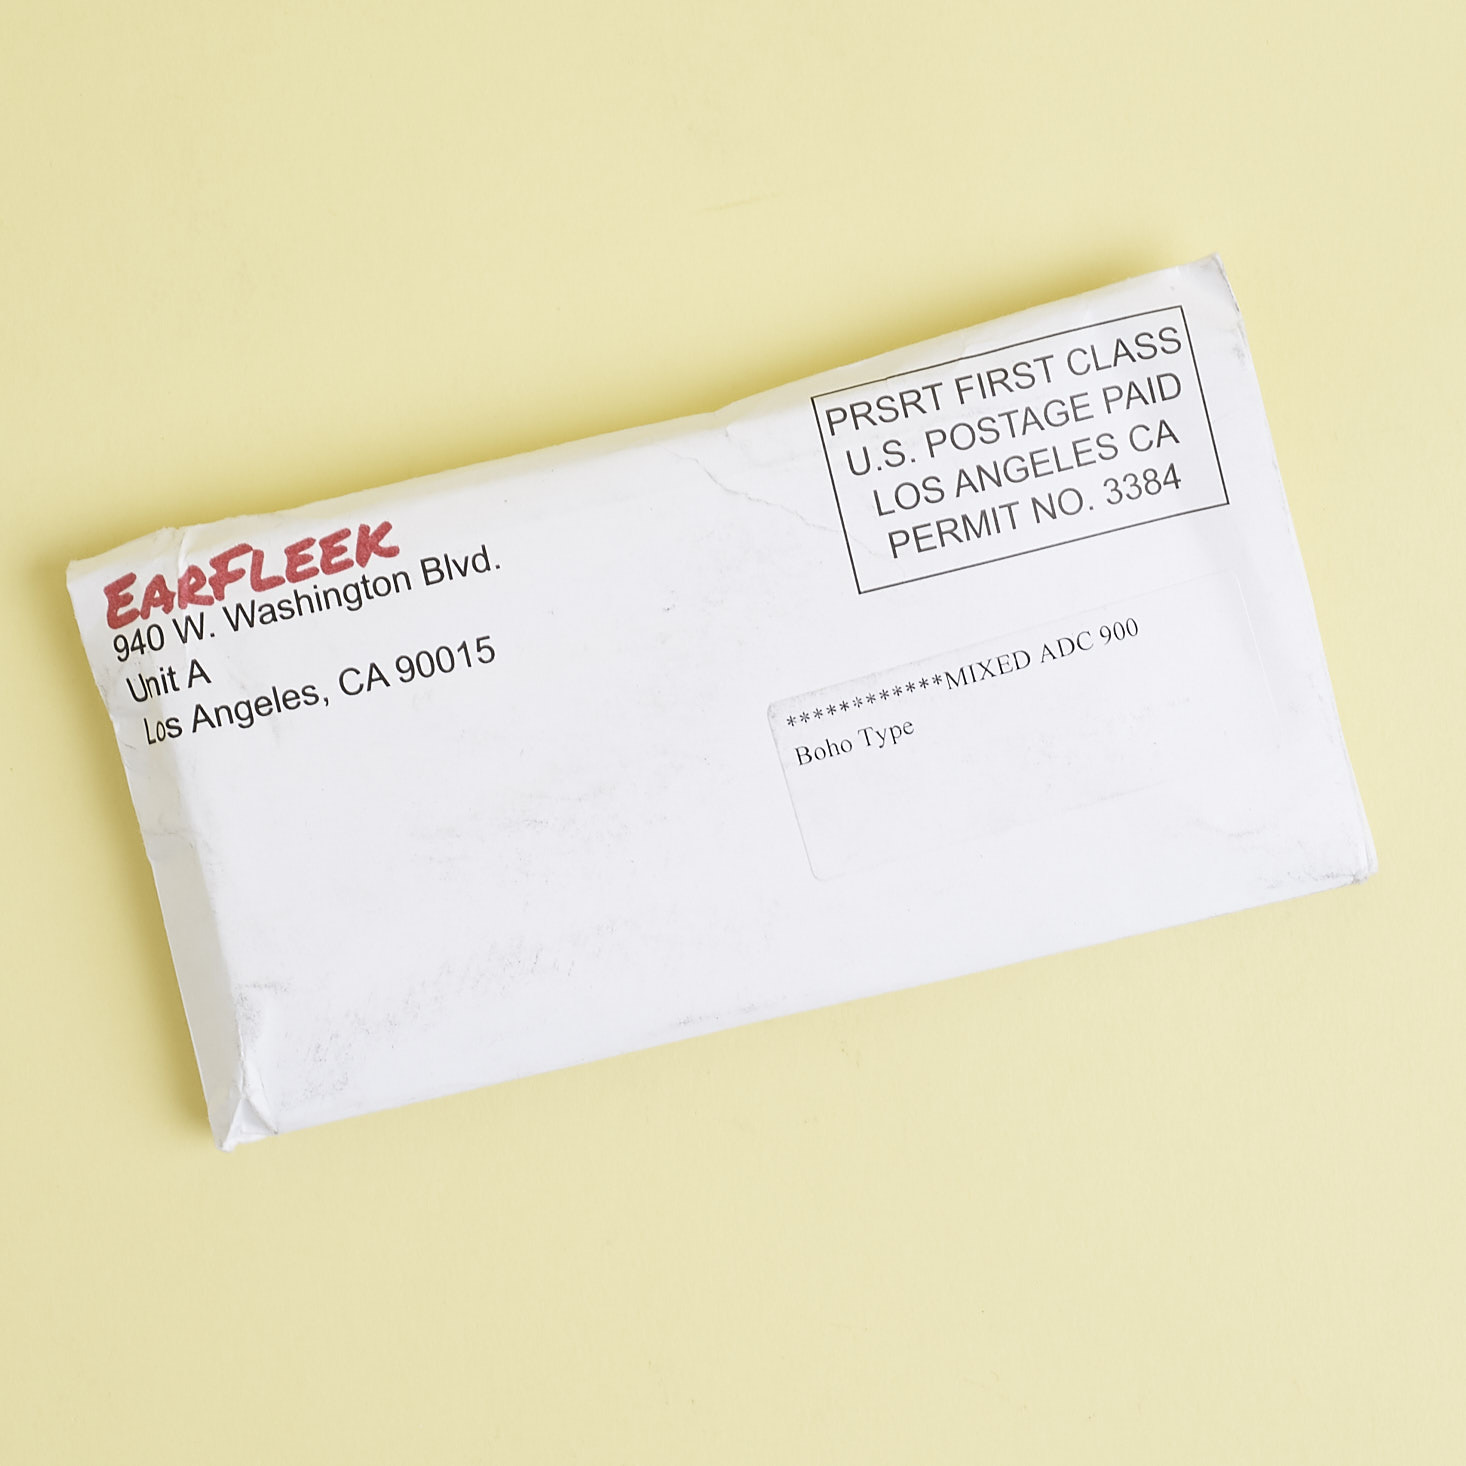 EARFLEEK
940 W. Washington Blvd.
Unit A
Los Angeles, CA 90015
PRSRT FIRST CLASS
U.S. POSTAGE PAID
LOS ANGELES CA
PERMIT NO. 3384
************MIXED ADC 900
Boho Type